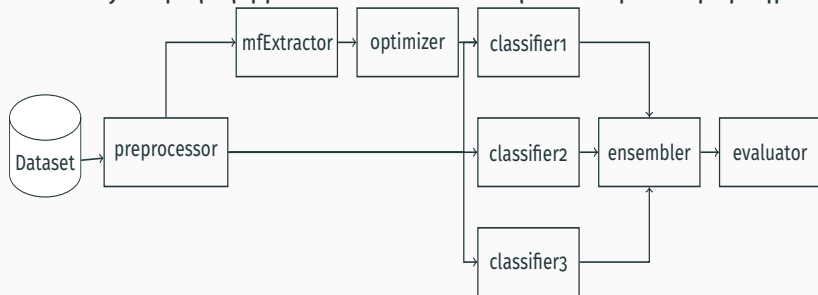 mfExtractor
optimizer
classifier1
Dataset
preprocessor
classifier2
ensembler
evaluator
classifier3